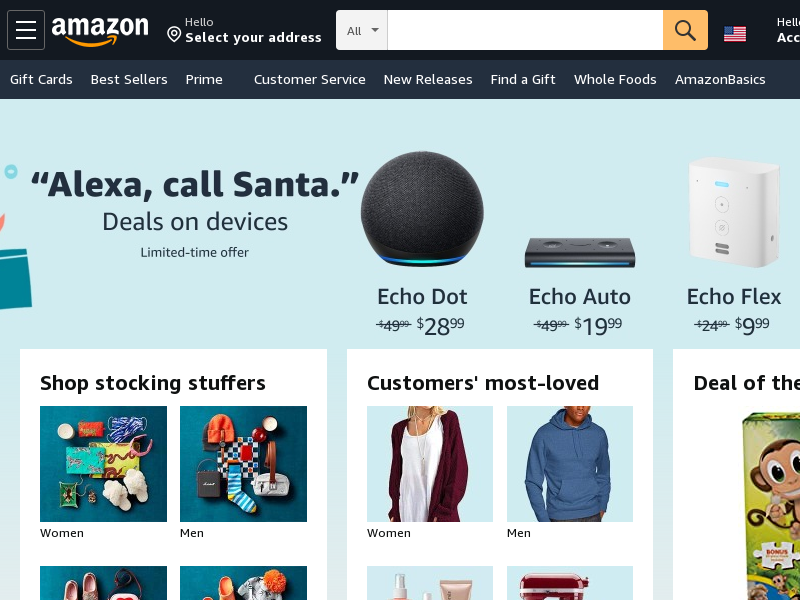 amazon
Hello
Select your address
All
Hello
Acc
Gift Cards Best Sellers Prime Customer Service New Releases Find a Gift Whole Foods AmazonBasics
“Alexa, call Santa.”
Deals on devices
Limited-time offer
Echo Dot
$49.99 $28.99
Echo Auto
$49.99 $19.99
Echo Flex
$24.99 $9.99
Shop stocking stuffers
Women
Men
Customers' most-loved
Women
Men
Deal of the
BONUS